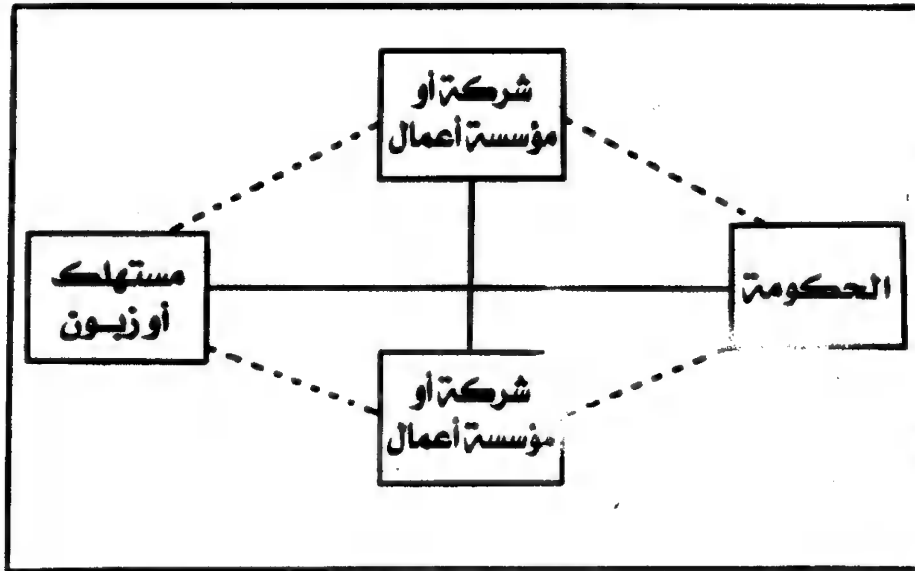 شركة أو
مؤسسة أعمال
مستهلك
أو زبون
الحكومة
شركة أو
مؤسسة أعمال